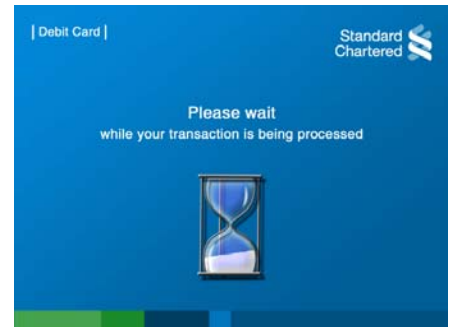 | Debit Card |
Standard
Chartered
Please wait
while your transaction is being processed